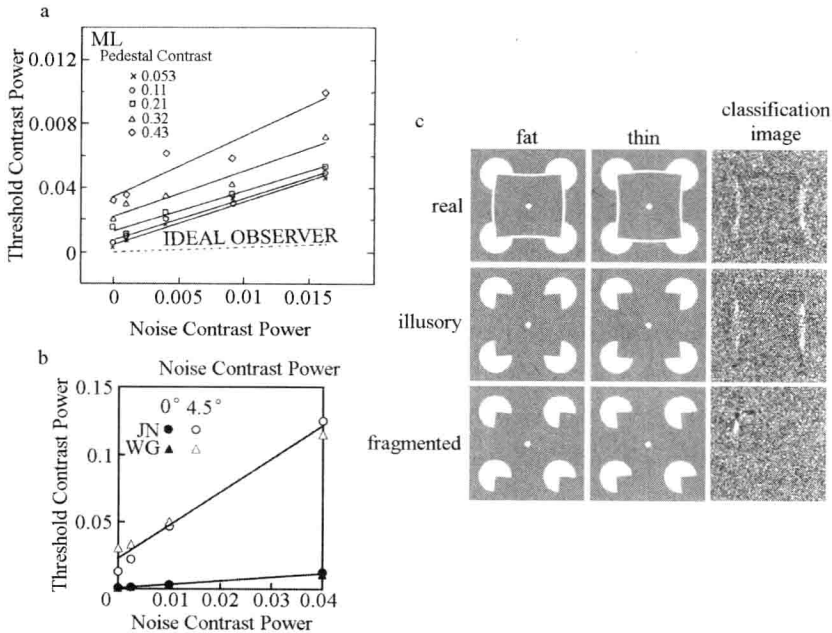 a
ML
Pedestal Contrast
× 0.053
○ 0.11
□ 0.21
△ 0.32
◇ 0.43
0.012
0.008
0.04
0
Threshold Contrast Power
IDEAL OBSERVER
0 0.005 0.010 0.015
Noise Contrast Power
b
Noise Contrast Power
0.15
0.1
0.05
0
Threshold Contrast Power
0° 4.5°
JN ● ○
WG ▲ △
0 0.01 0.02 0.03 0.04
Noise Contrast Power
c
fat thin classification
image
real
illusory
fragmented